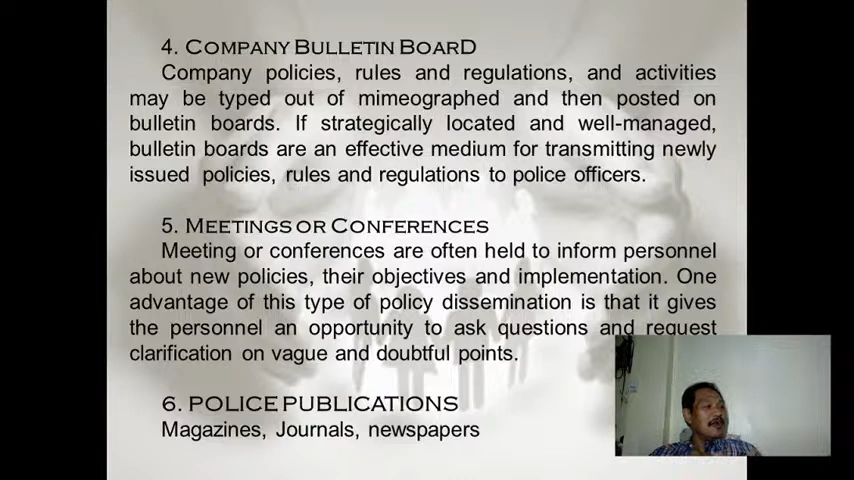 4. COMPANY BULLETIN BOARD
Company policies, rules and regulations, and activities
may be typed out of mimeographed and then posted on
bulletin boards. If strategically located and well-managed,
bulletin boards are an effective medium for transmitting newly
issued policies, rules and regulations to police officers.
5. MEETINGS OR CONFERENCES
Meeting or conferences are often held to inform personnel
about new policies, their objectives and implementation. One
advantage of this type of policy dissemination is that it gives
the personnel an opportunity to ask questions and request
clarification on vague and doubtful points.
6. POLICE PUBLICATIONS
Magazines, Journals, newspapers